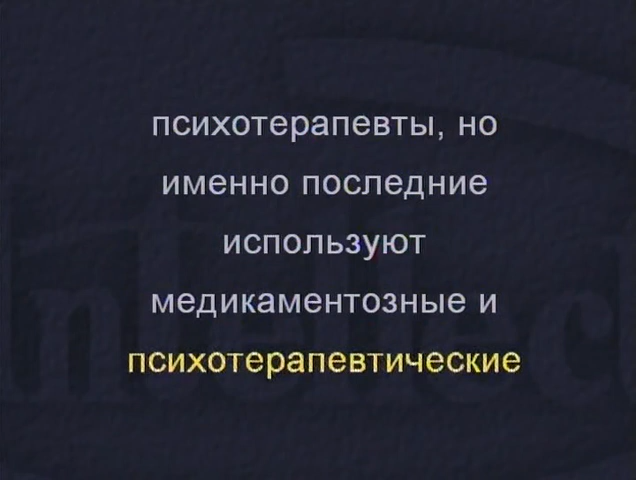 психотерапевты, но
именно последние
используют
медикаментозные и
психотерапевтические